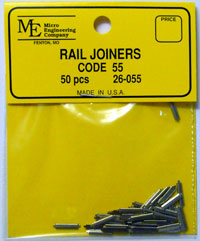 ME
Micro
Engineering
Company
FENTON, MO
PRICE
RAIL JOINERS
CODE 55
50 pcs 26-055
MADE IN U.S.A.